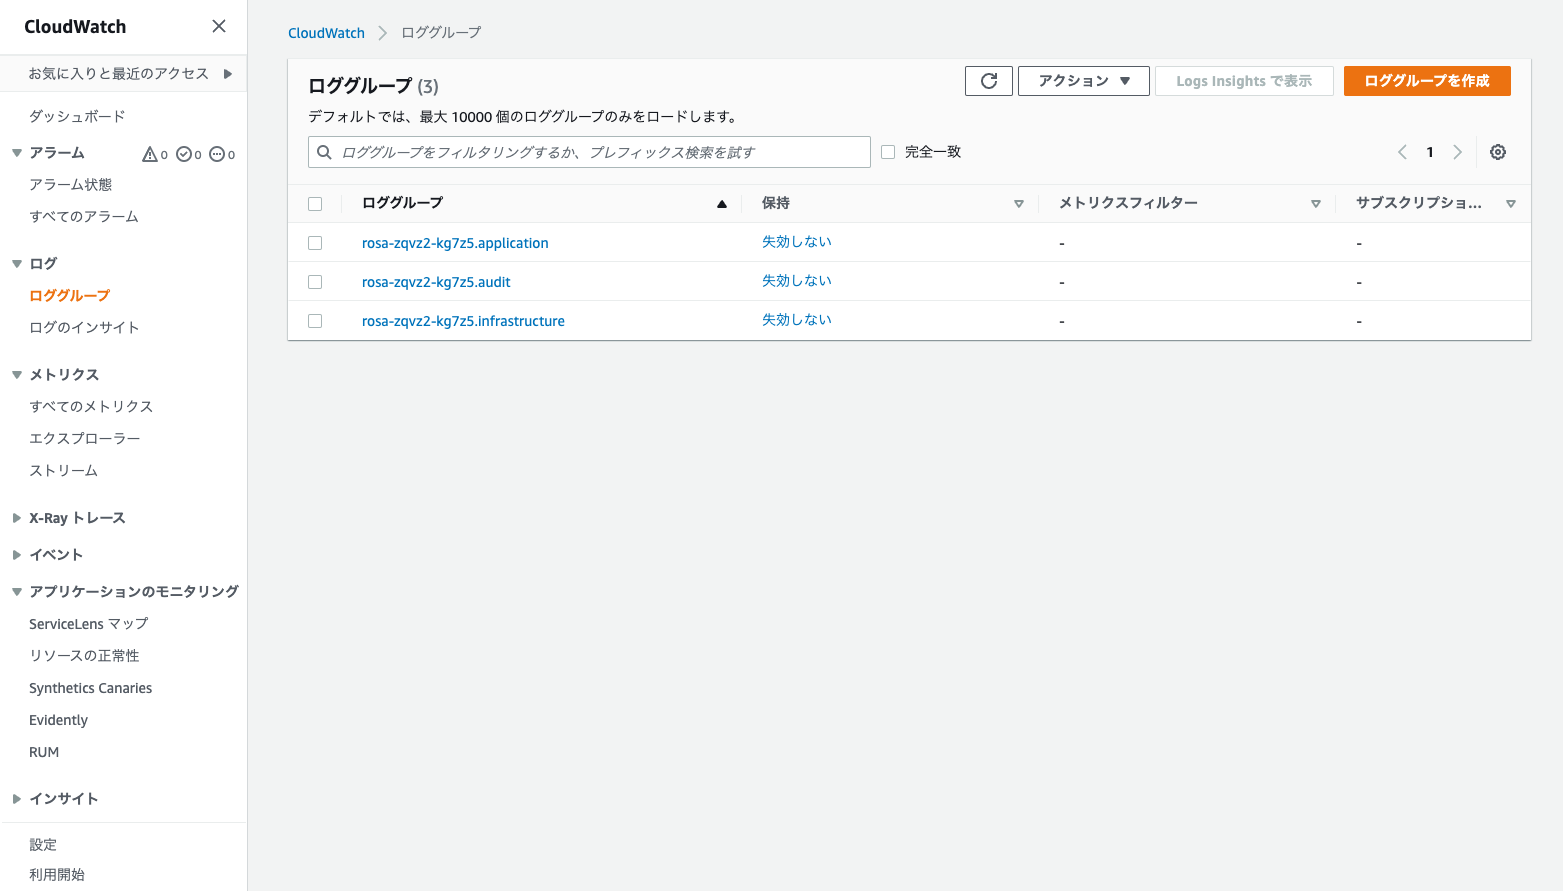 CloudWatch
お気に入りと最近のアクセス
ダッシュボード
アラーム 0 0 0
アラーム状態
すべてのアラーム
ログ
ロググループ
ログのインサイト
メトリクス
すべてのメトリクス
エクスプローラー
ストリーム
X-Ray トレース
イベント
アプリケーションのモニタリング
ServiceLens マップ
リソースの正常性
Synthetics Canaries
Evidently
RUM
インサイト
設定
利用開始
CloudWatch ロググループ
ロググループ (3)
アクション
Logs Insights で表示
ロググループを作成
デフォルトでは、最大 10000 個のロググループのみをロードします。
ロググループをフィルタリングするか、プレフィックス検索を試す
完全一致
1
ロググループ 保持 メトリクスフィルター サブスクリプショ...
rosa-zqvz2-kg7z5.application 失効しない - -
rosa-zqvz2-kg7z5.audit 失効しない - -
rosa-zqvz2-kg7z5.infrastructure 失効しない - -